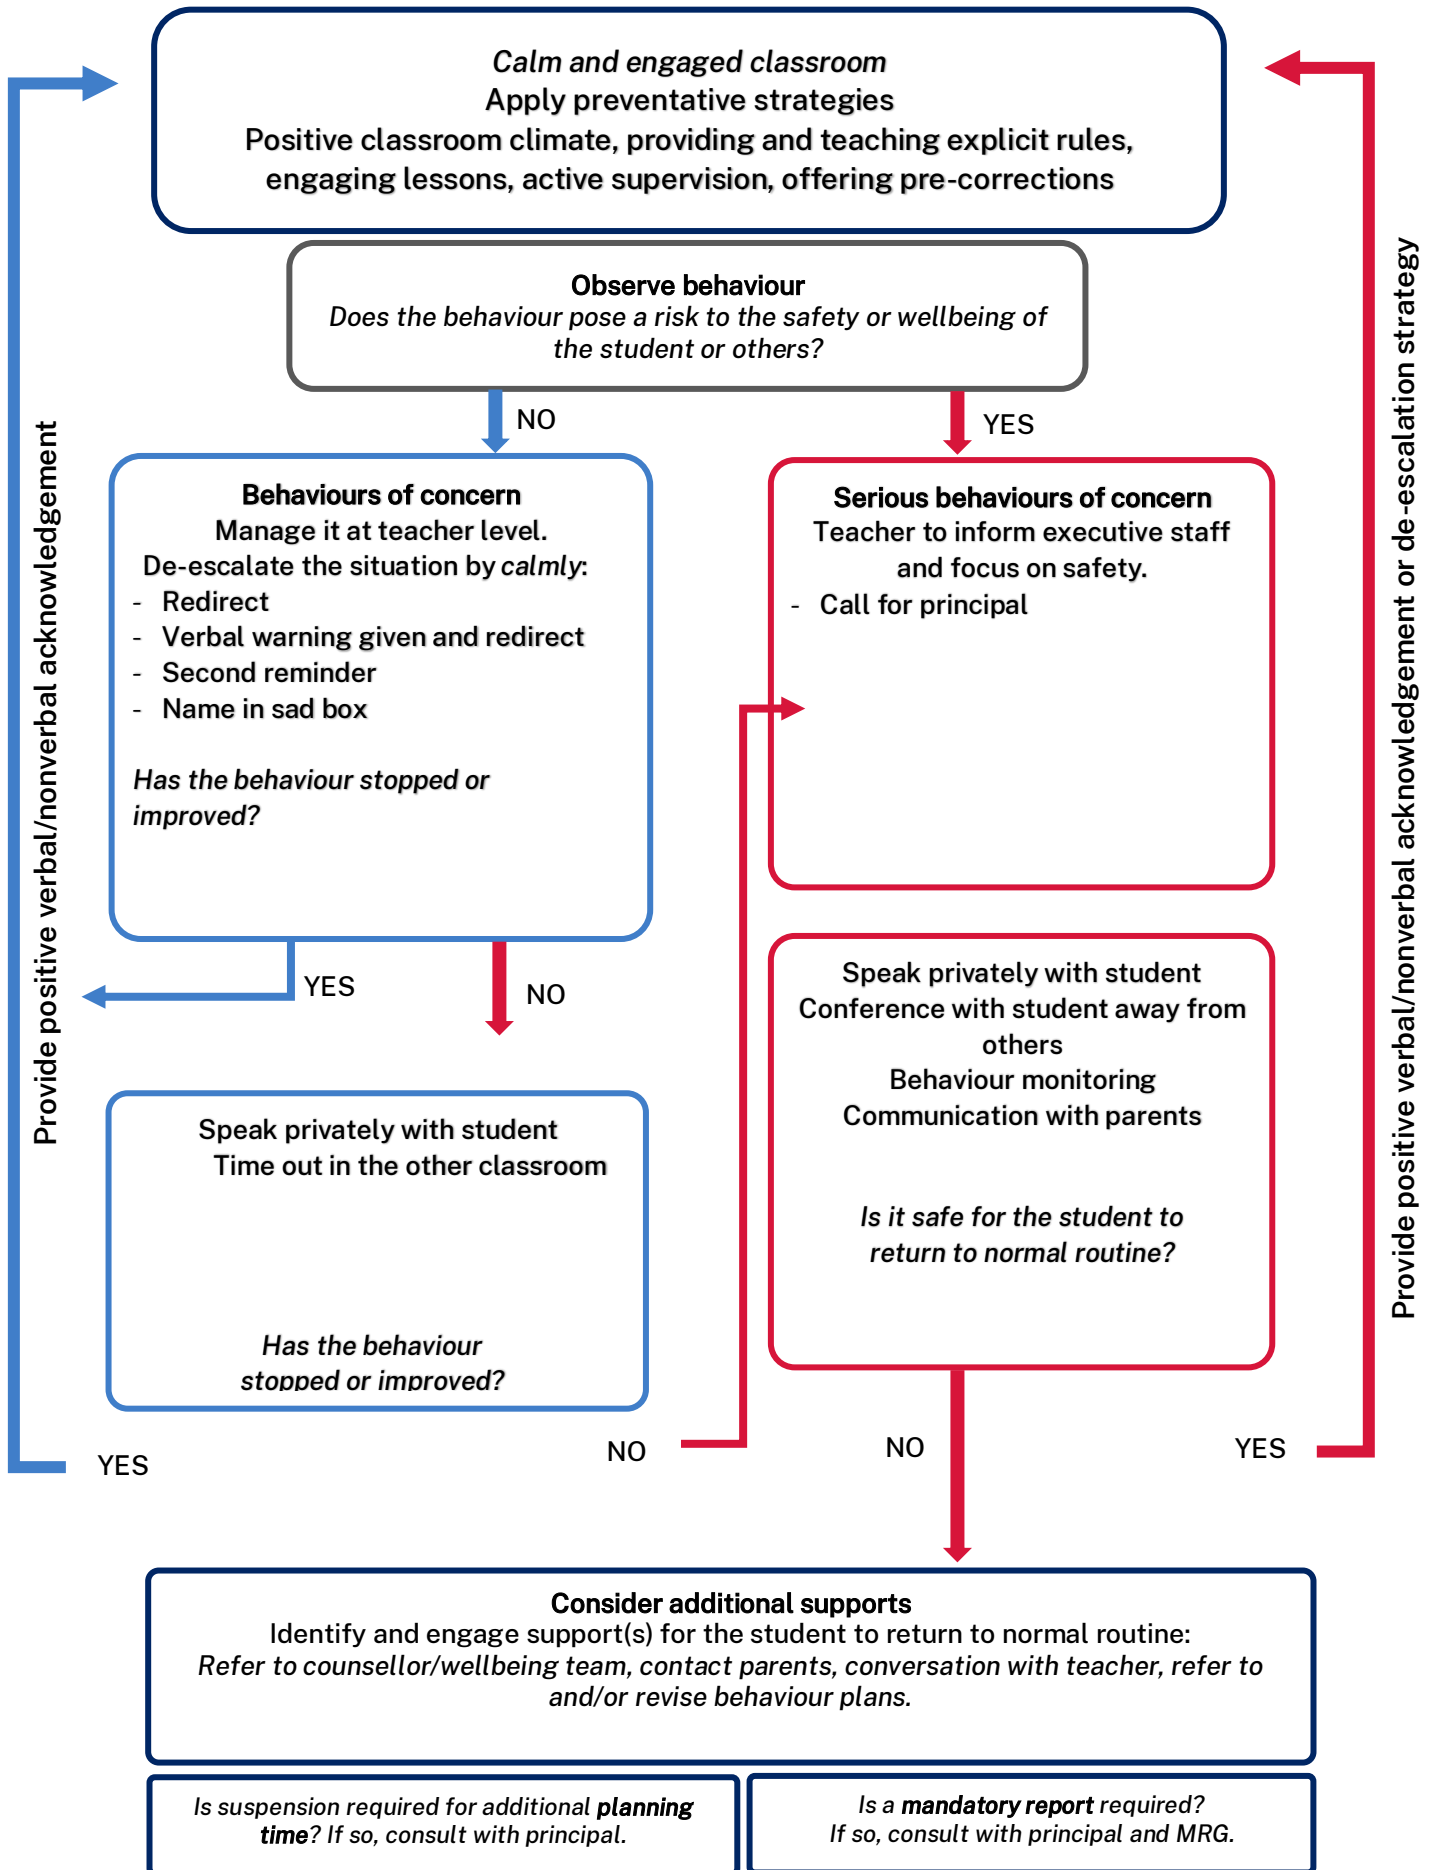 Calm and engaged classroom
Apply preventative strategies
Positive classroom climate, providing and teaching explicit rules,
engaging lessons, active supervision, offering pre-corrections
Observe behaviour
Does the behaviour pose a risk to the safety or wellbeing of
the student or others?
NO
YES
Behaviours of concern
Manage it at teacher level.
De-escalate the situation by calmly:
- Redirect
- Verbal warning given and redirect
- Second reminder
- Name in sad box
Has the behaviour stopped or
improved?
Serious behaviours of concern
Teacher to inform executive staff
and focus on safety.
- Call for principal
YES
NO
Speak privately with student
Time out in the other classroom
Has the behaviour
stopped or improved?
Speak privately with student
Conference with student away from
others
Behaviour monitoring
Communication with parents
Is it safe for the student to
return to normal routine?
YES
NO
NO
YES
Provide positive verbal/nonverbal acknowledgement
Provide positive verbal/nonverbal acknowledgement or de-escalation strategy
Consider additional supports
Identify and engage support(s) for the student to return to normal routine:
Refer to counsellor/wellbeing team, contact parents, conversation with teacher, refer to
and/or revise behaviour plans.
Is suspension required for additional planning
time? If so, consult with principal.
Is a mandatory report required?
If so, consult with principal and MRG.